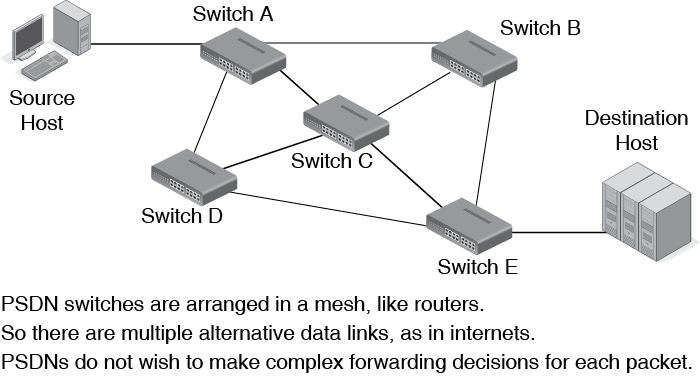 Switch A
Switch B
Source
Host
Destination
Host
Switch C
Switch D
Switch E
PSDN switches are arranged in a mesh, like routers.
So there are multiple alternative data links, as in internets.
PSDNs do not wish to make complex forwarding decisions for each packet.